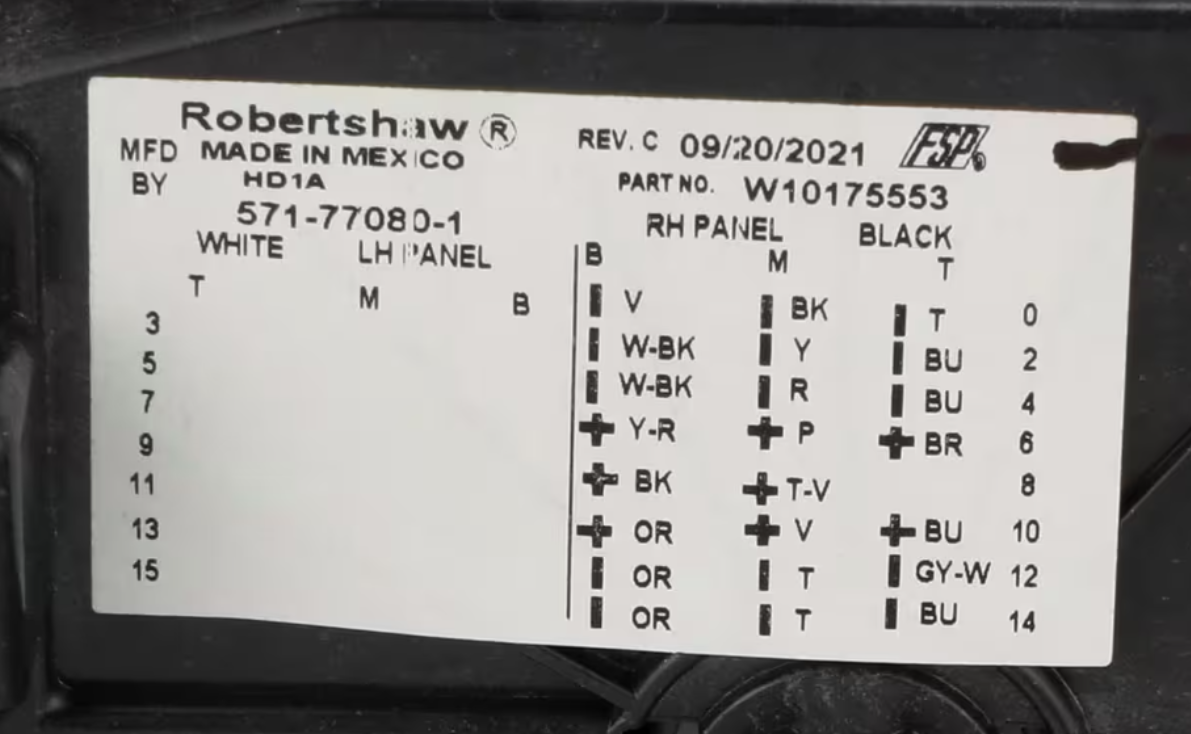 Robertshaw ®
MFD MADE IN MEXICO
BY HD1A
571-77080-1
REV. C 09/20/2021 FSP®
PART NO. W10175553
WHITE LH PANEL
T M B
3
5
7
9
11
13
15
RH PANEL BLACK
B M T
V BK T 0
W-BK Y BU 2
W-BK R BU 4
+ Y-R + P + BR 6
+ BK + T-V 8
+ OR + V + BU 10
OR T GY-W 12
OR T BU 14